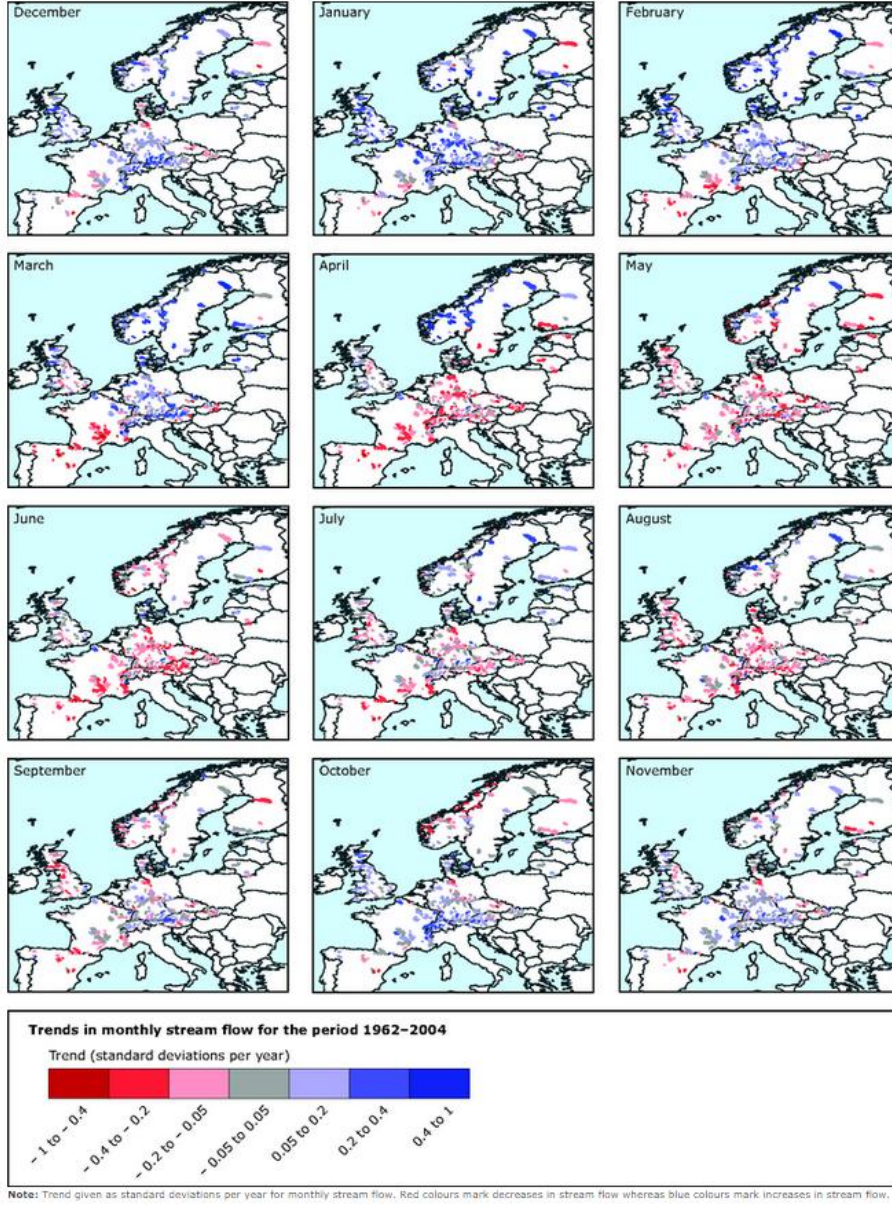 December
January
February
March
April
May
June
July
August
September
October
November
Trends in monthly stream flow for the period 1962–2004
Trend (standard deviations per year)
– 1 to – 0.4
– 0.4 to – 0.2
– 0.2 to – 0.05
– 0.05 to 0.05
0.05 to 0.2
0.2 to 0.4
0.4 to 1
Note: Trend given as standard deviations per year for monthly stream flow. Red colours mark decreases in stream flow whereas blue colours mark increases in stream flow.